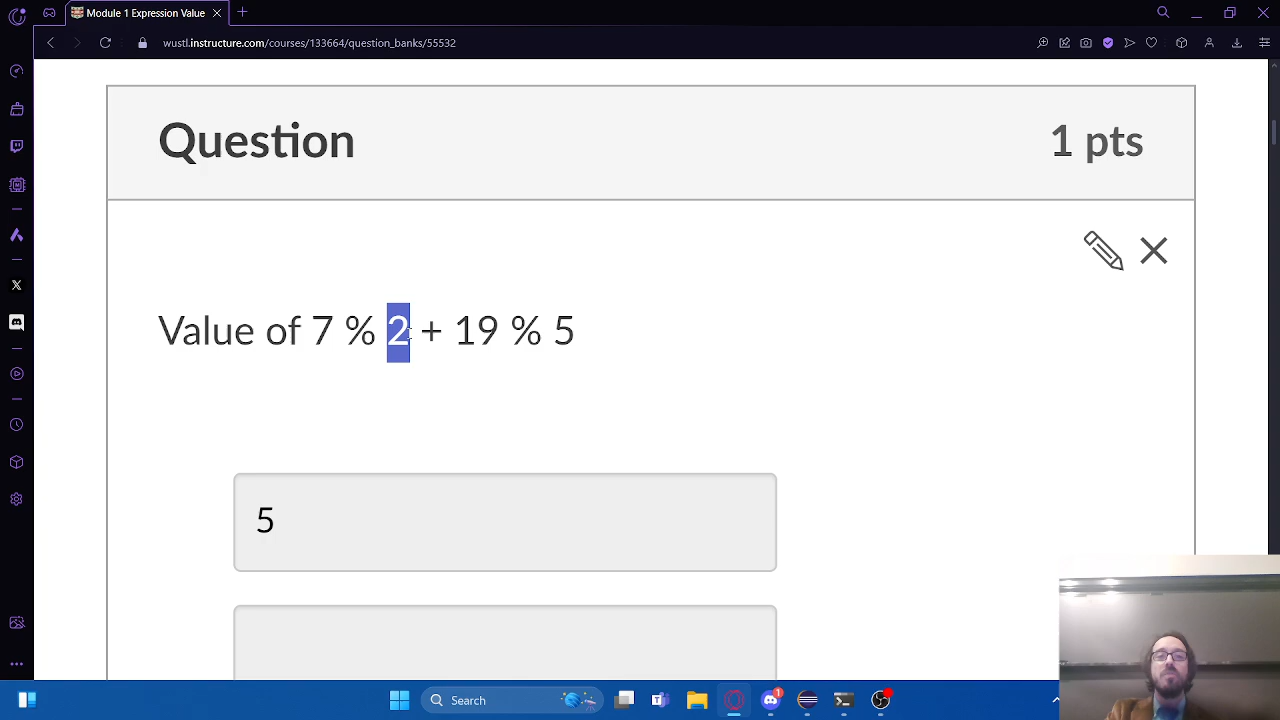 Module 1 Expression Value
wustl.instructure.com/courses/133664/question_banks/55532
Question
1 pts
Value of 7 % 2 + 19 % 5
5
Search
1